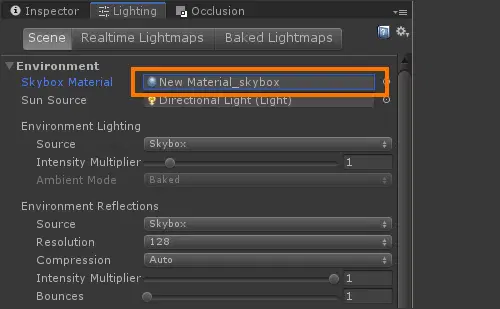 Inspector Lighting Occlusion
Scene Realtime Lightmaps Baked Lightmaps
Environment
Skybox Material New Material_skybox
Sun Source Directional Light (Light)
Environment Lighting
Source Skybox
Intensity Multiplier 1
Ambient Mode Baked
Environment Reflections
Source Skybox
Resolution 128
Compression Auto
Intensity Multiplier 1
Bounces 1